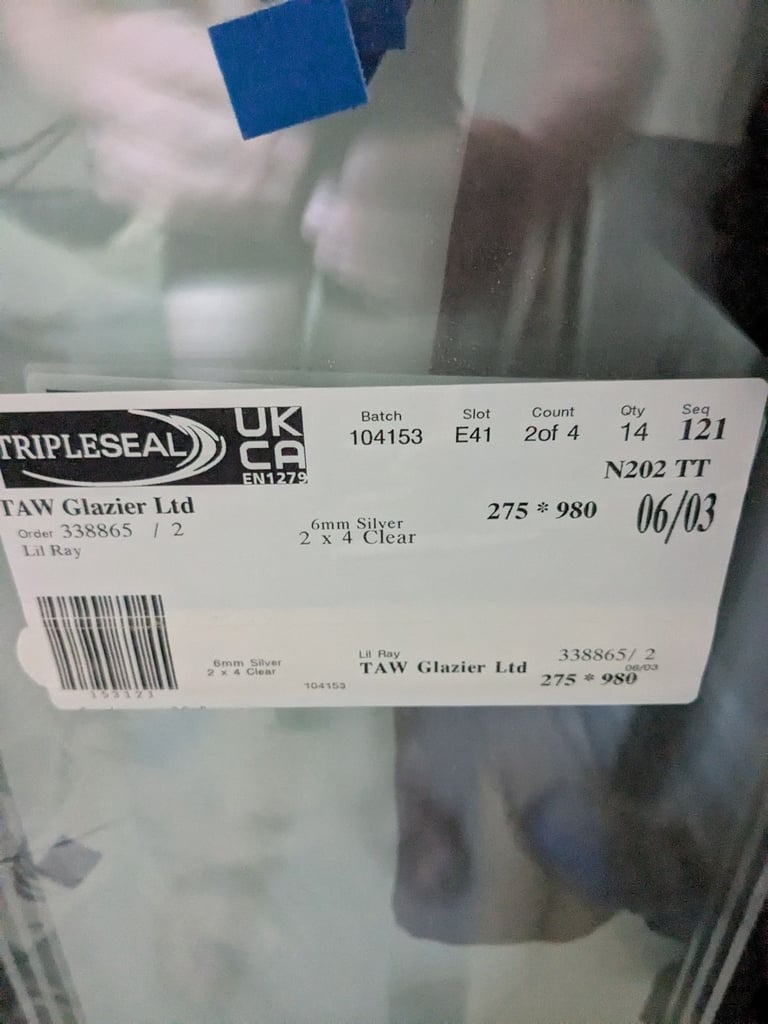 TRIPLESEAL
UK
CA
EN1279
Batch Slot Count Qty Seq
104153 E41 2of 4 14 121
N202 TT
TAW Glazier Ltd
Order 338865 / 2
Lil Ray
6mm Silver
2 x 4 Clear
275 * 980
06/03
153121
6mm Silver
2 x 4 Clear
104153
Lil Ray
TAW Glazier Ltd
338865/ 2
06/03
275 * 980